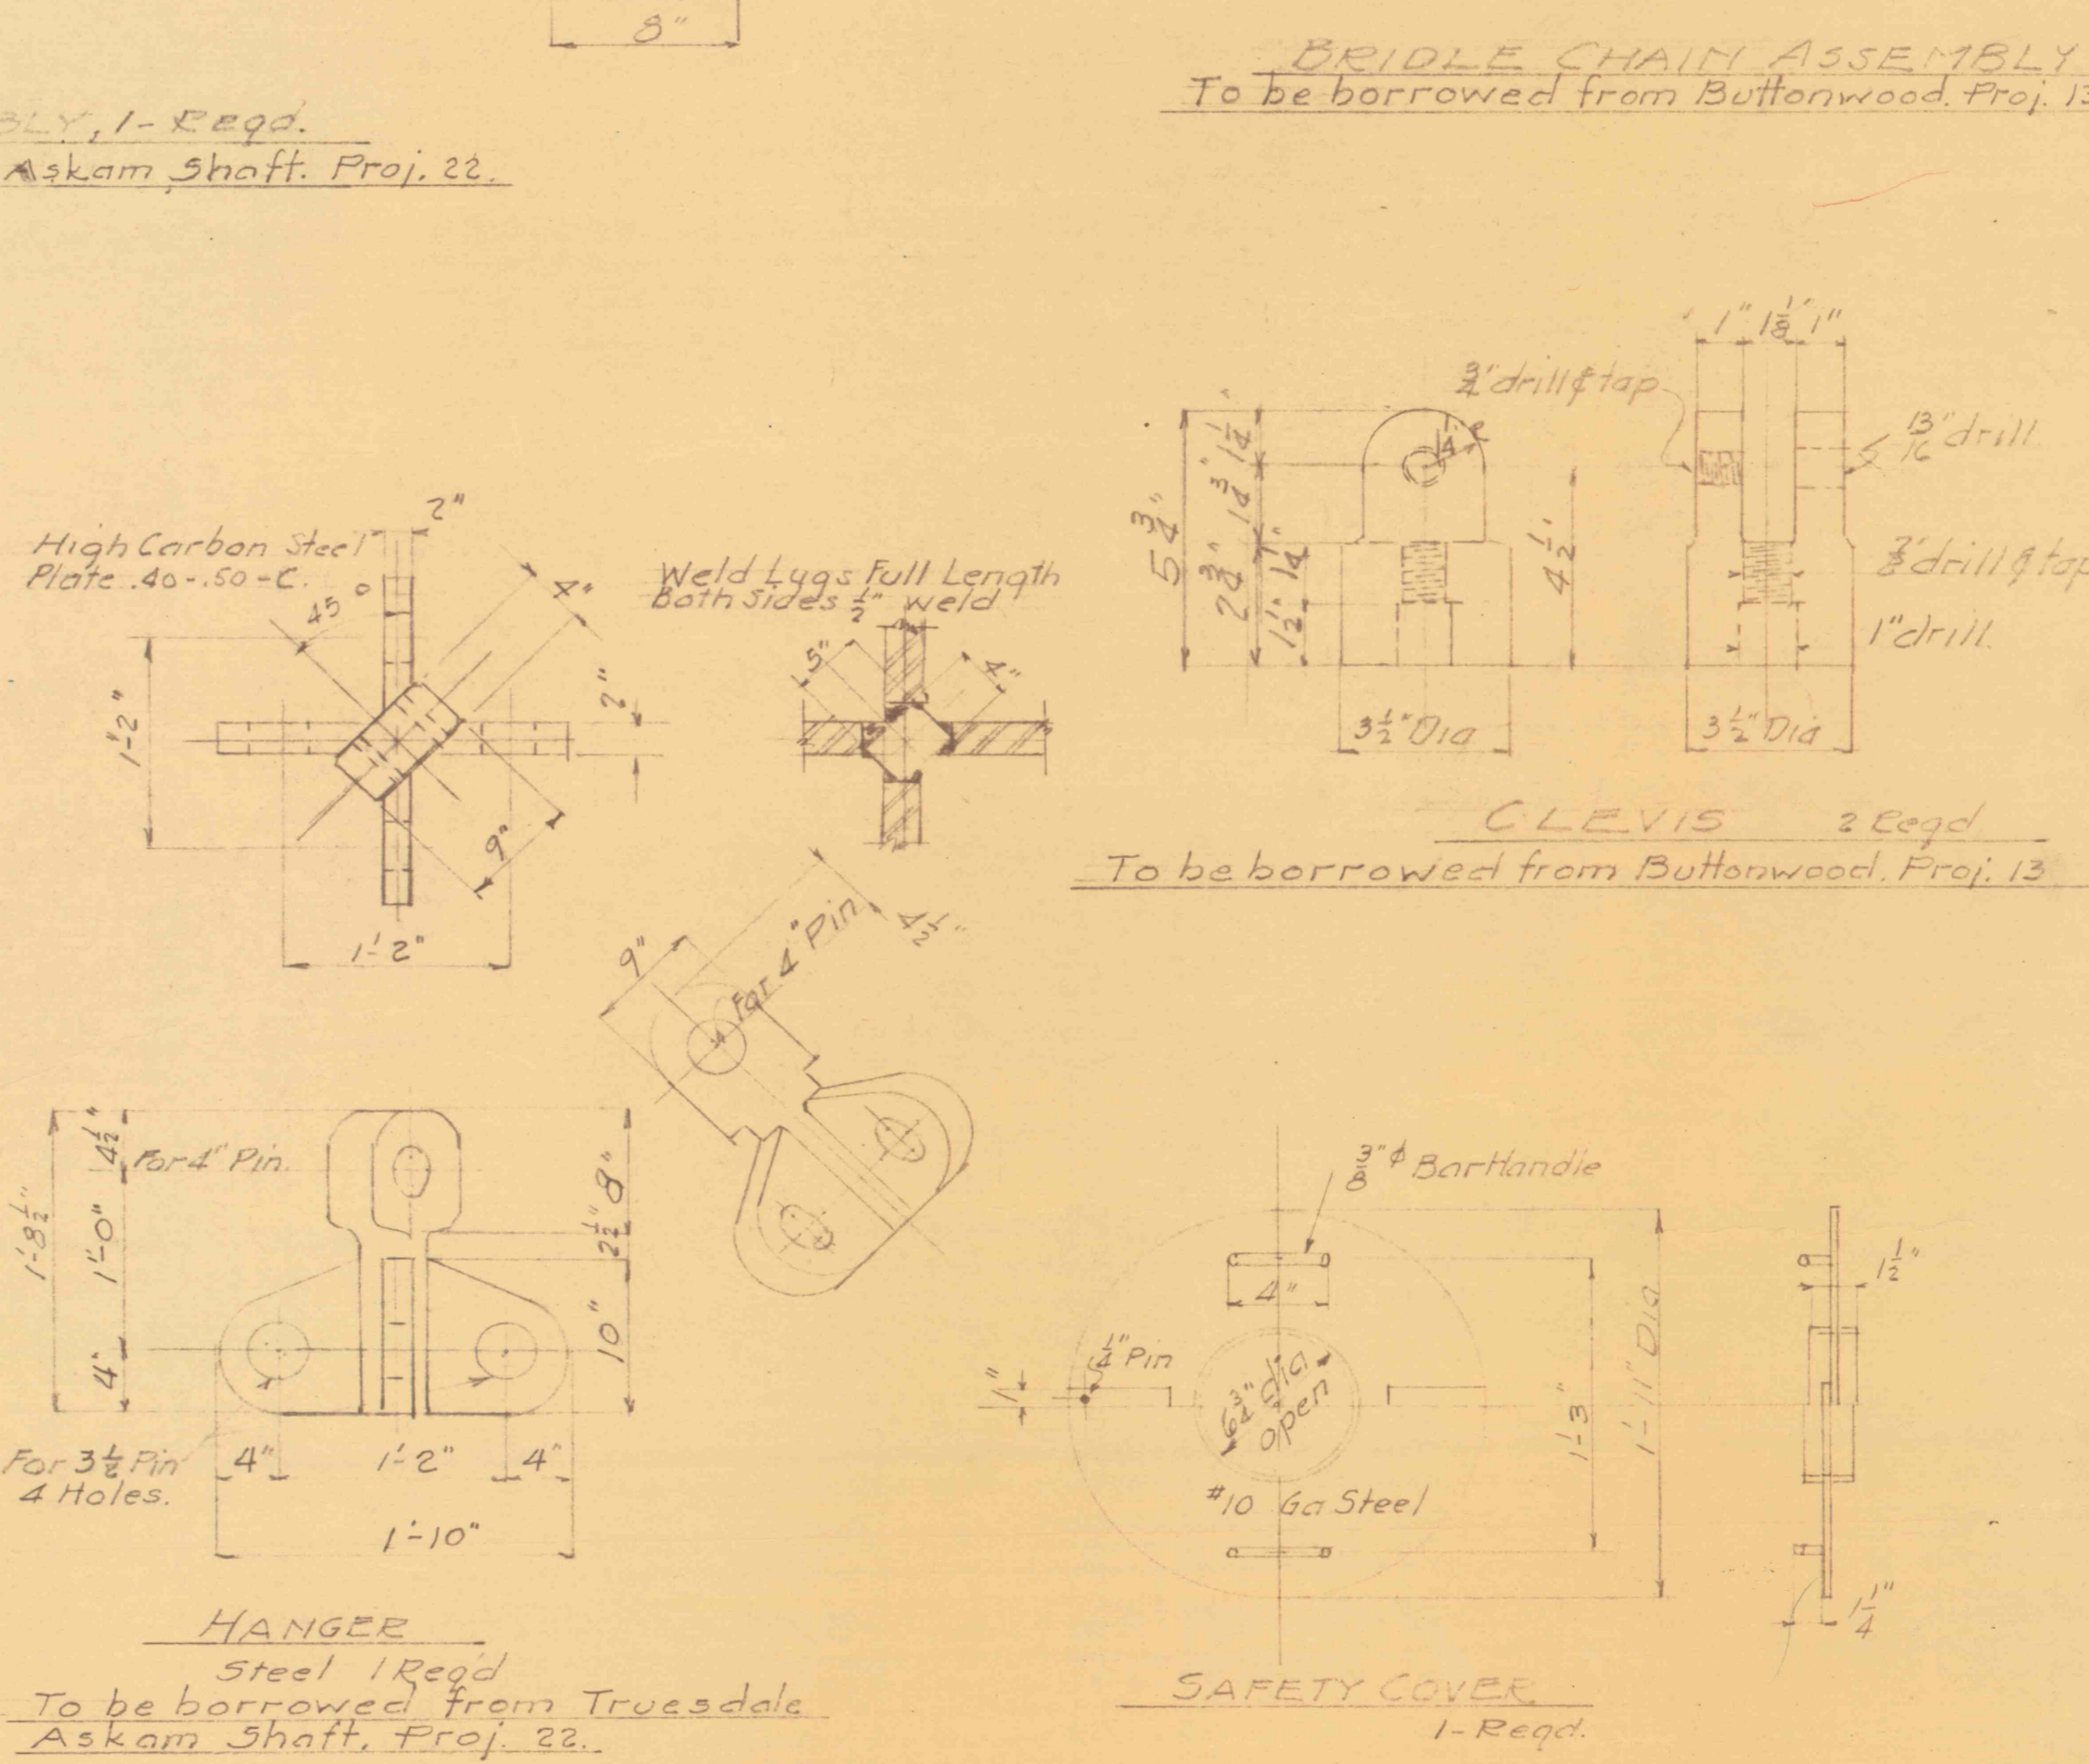 8"
BRIDLE CHAIN ASSEMBLY
To be borrowed from Buttonwood. Proj. 13
BLY, 1-Reqd.
Askam Shaft. Proj. 22.
High Carbon Steel
Plate .40-.50-C.
2"
45°
4"
1'-2"
2"
9"
1'-2"
Weld Lugs Full Length
Both Sides 1/2" weld
5"
4"
1" 1 1/8" 1"
3/4" drill & tap
13/16" drill
7/8" drill & tap
1" drill.
5 3/4"
1 1/4"
1 3/4"
2 3/4"
1 1/4"
1 1/2"
4 1/2"
3 1/2" Dia
3 1/2" Dia
CLEVIS 2 Reqd
To be borrowed from Buttonwood. Proj. 13
9"
For 4" Pin
4 1/2"
1'-8 1/2"
4 1/2"
For 4" Pin.
1'-0"
4"
8"
2 1/2"
10"
For 3 1/2 Pin
4 Holes.
4" 1'-2" 4"
1'-10"
HANGER
Steel 1 Req'd
To be borrowed from Truesdale
Askam Shaft. Proj. 22.
3/8"ϕ Bar Handle
4"
1/4" Pin
1"
6 3/4" dia
open
#10 Ga Steel
1'-3"
1'-11" Dia
1 1/2"
1 1/4"
SAFETY COVER
1-Reqd.